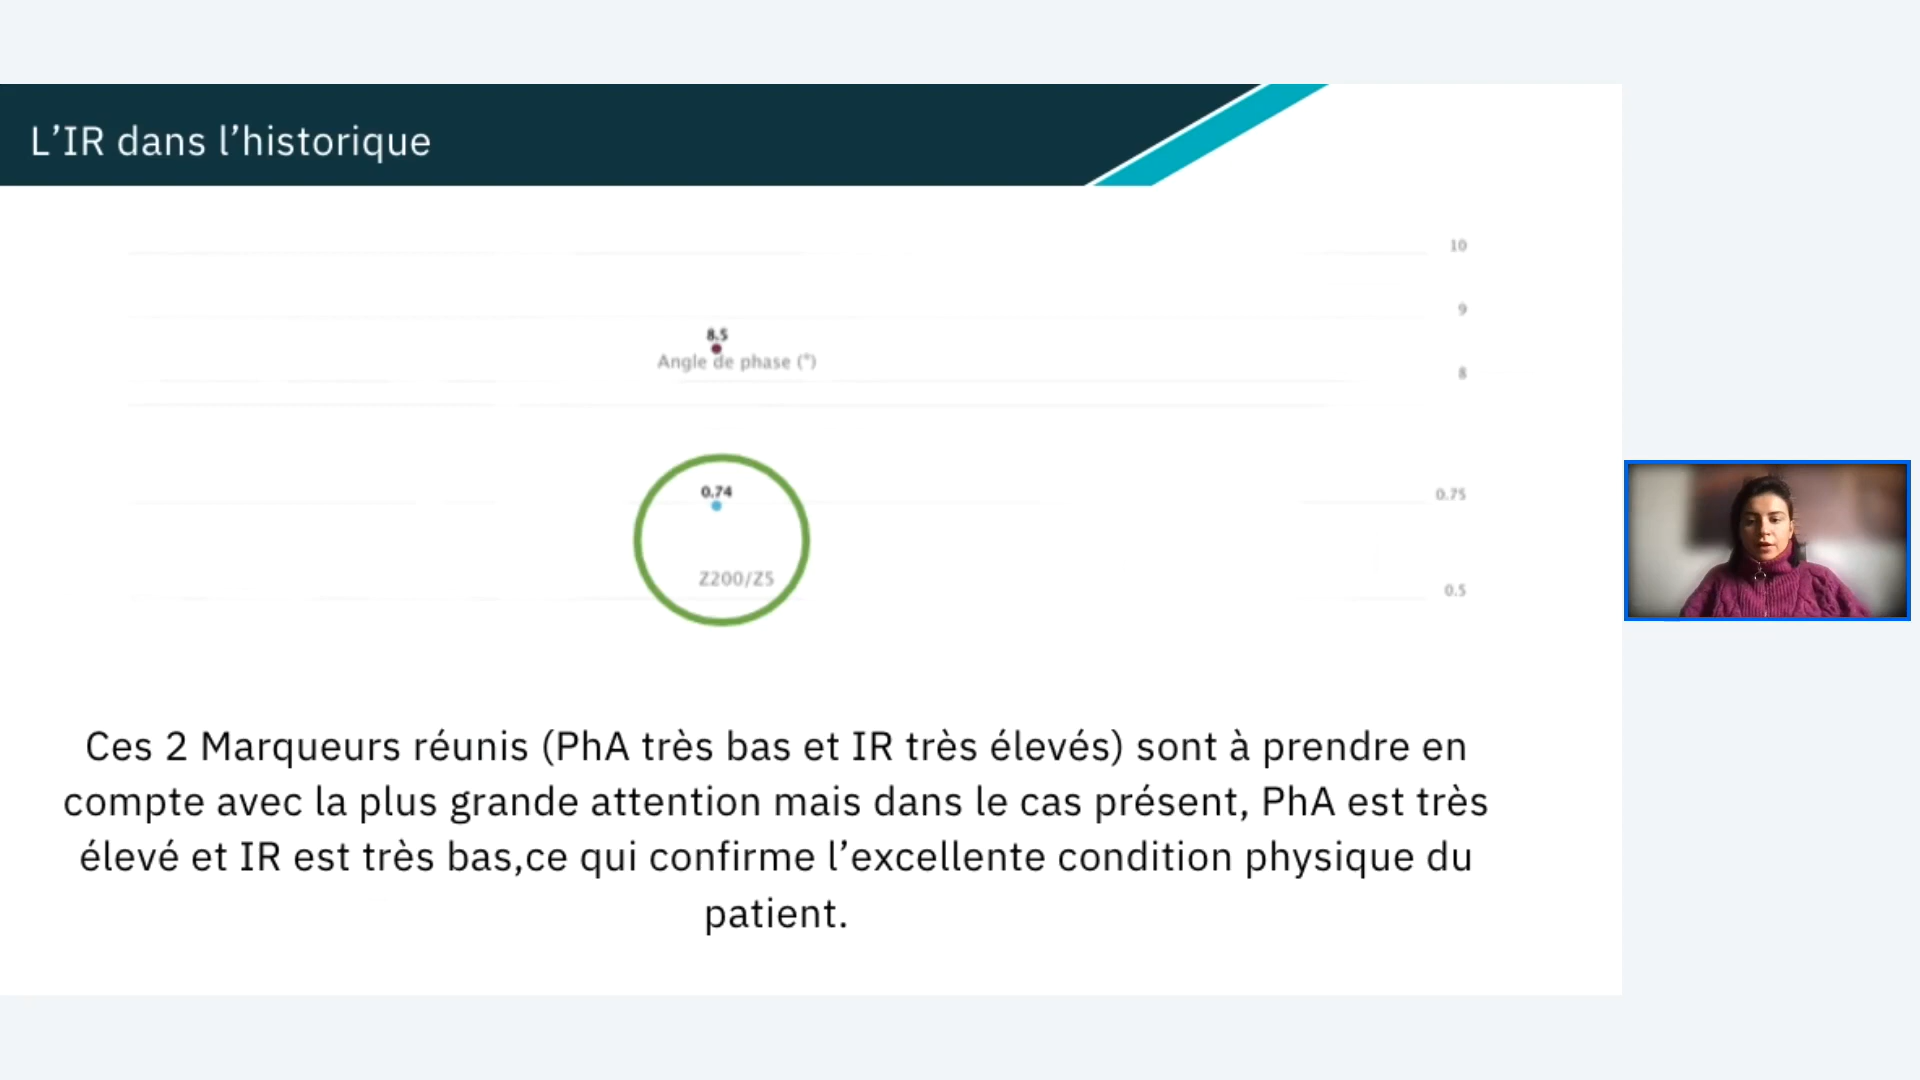 L’IR dans l’historique
10
9
8.5
Angle de phase (°)
8
0.74
0.75
Z200/Z5
0.5
Ces 2 Marqueurs réunis (PhA très bas et IR très élevés) sont à prendre en
compte avec la plus grande attention mais dans le cas présent, PhA est très
élevé et IR est très bas,ce qui confirme l’excellente condition physique du
patient.